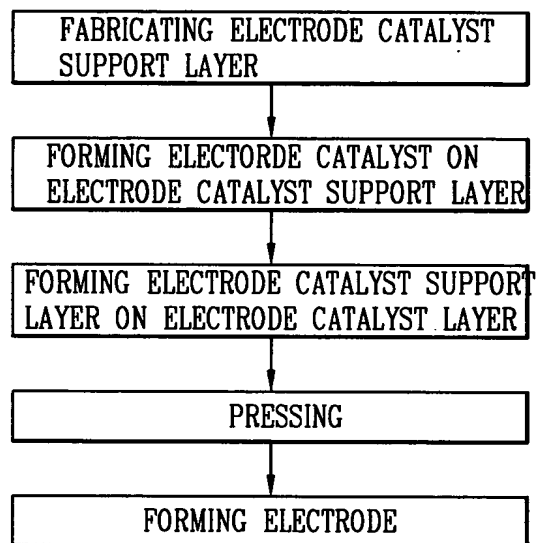 FABRICATING ELECTRODE CATALYST
SUPPORT LAYER
FORMING ELECTORDE CATALYST ON
ELECTRODE CATALYST SUPPORT LAYER
FORMING ELECTRODE CATALYST SUPPORT
LAYER ON ELECTRODE CATALYST LAYER
PRESSING
FORMING ELECTRODE